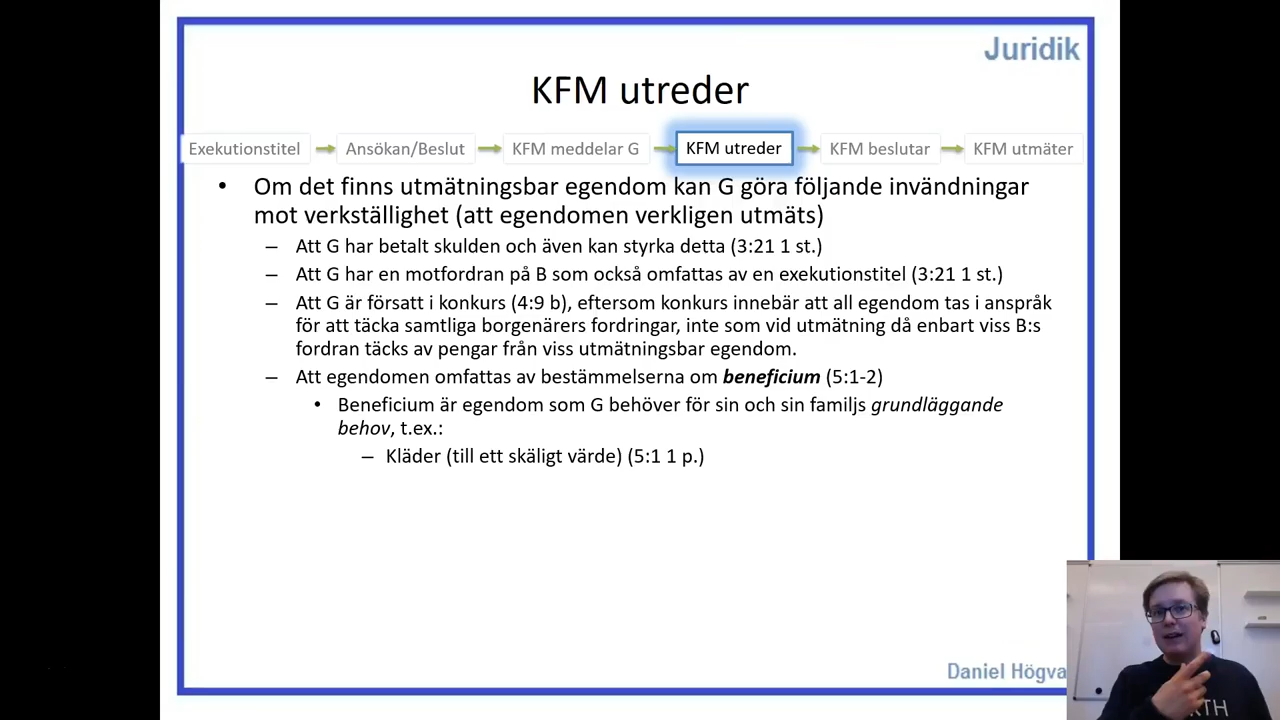 Juridik
KFM utreder
Exekutionstitel
Ansökan/Beslut
KFM meddelar G
KFM utreder
KFM beslutar
KFM utmäter
• Om det finns utmätningsbar egendom kan G göra följande invändningar
mot verkställighet (att egendomen verkligen utmäts)
– Att G har betalt skulden och även kan styrka detta (3:21 1 st.)
– Att G har en motfordran på B som också omfattas av en exekutionstitel (3:21 1 st.)
– Att G är försatt i konkurs (4:9 b), eftersom konkurs innebär att all egendom tas i anspråk
för att täcka samtliga borgenärers fordringar, inte som vid utmätning då enbart viss B:s
fordran täcks av pengar från viss utmätningsbar egendom.
– Att egendomen omfattas av bestämmelserna om beneficium (5:1-2)
• Beneficium är egendom som G behöver för sin och sin familjs grundläggande
behov, t.ex.:
– Kläder (till ett skäligt värde) (5:1 1 p.)
Daniel Högva